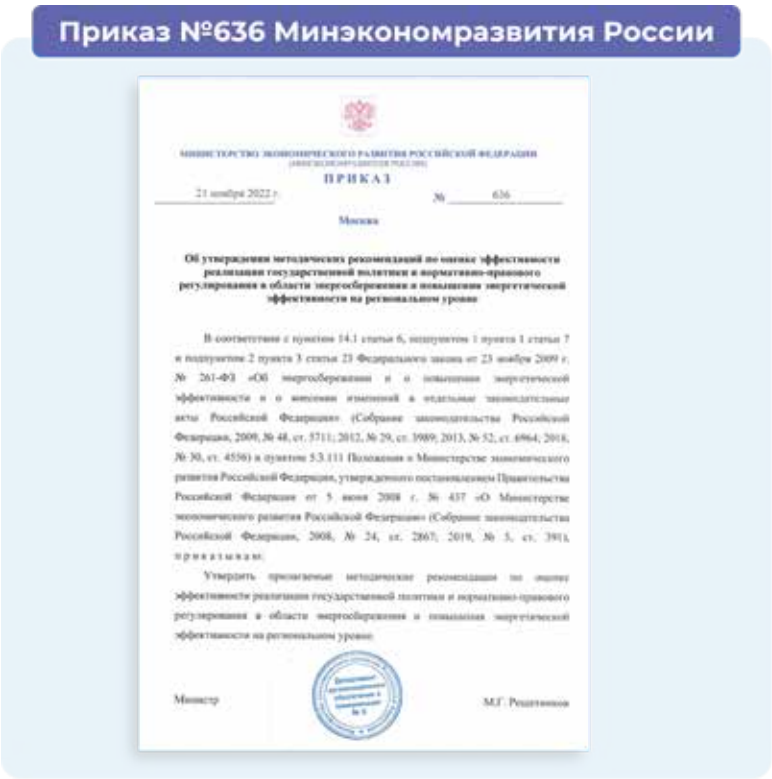 Приказ №636 Минэкономразвития России
МИНИСТЕРСТВО ЭКОНОМИЧЕСКОГО РАЗВИТИЯ РОССИЙСКОЙ ФЕДЕРАЦИИ
(МИНЭКОНОМРАЗВИТИЯ РОССИИ)
ПРИКАЗ
21 ноября 2022 г. № 636
Москва
Об утверждении методических рекомендаций по оценке эффективности
реализации государственной политики и нормативно-правового
регулирования в области энергосбережения и повышения энергетической
эффективности на региональном уровне
В соответствии с пунктом 14.1 статьи 6, подпунктом 1 пункта 1 статьи 7
и подпунктом 2 пункта 3 статьи 23 Федерального закона от 23 ноября 2009 г.
№ 261-ФЗ «Об энергосбережении и о повышении энергетической
эффективности и о внесении изменений в отдельные законодательные
акты Российской Федерации» (Собрание законодательства Российской
Федерации, 2009, № 48, ст. 5711; 2012, № 29, ст. 3989; 2013, № 52, ст. 6964; 2018,
№ 30, ст. 4556) и пунктом 5.3.111 Положения о Министерстве экономического
развития Российской Федерации, утвержденного постановлением Правительства
Российской Федерации от 5 июня 2008 г. № 437 «О Министерстве
экономического развития Российской Федерации» (Собрание законодательства
Российской Федерации, 2008, № 24, ст. 2867; 2019, № 5, ст. 391),
приказываю:
Утвердить прилагаемые методические рекомендации по оценке
эффективности реализации государственной политики и нормативно-правового
регулирования в области энергосбережения и повышения энергетической
эффективности на региональном уровне.
Министр М.Г. Решетников
Департамент